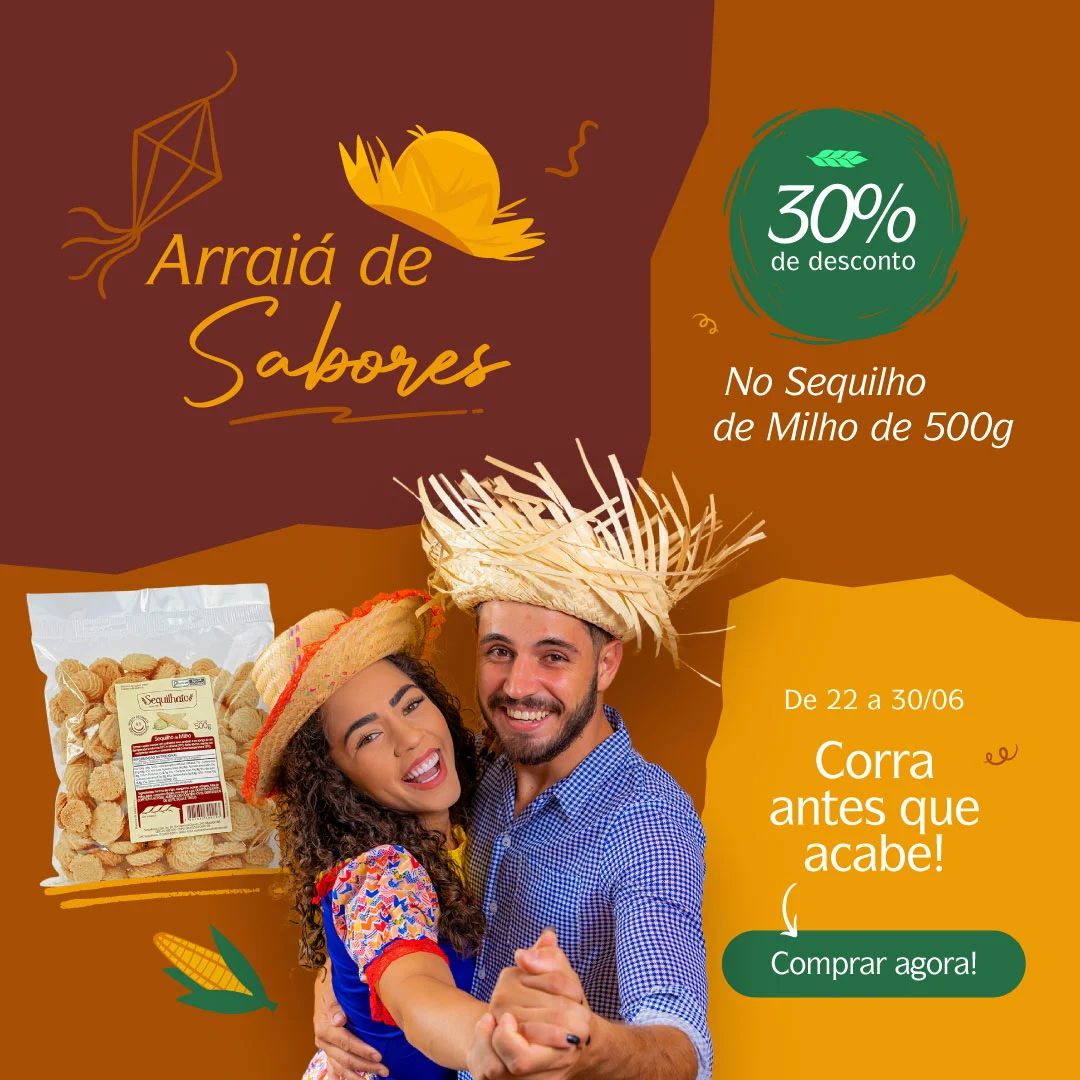 Arraiá de
Sabores
30%
de desconto
No Sequilho
de Milho de 500g
Sequilhato
500g
Sequilho de Milho
De 22 a 30/06
Corra
antes que
acabe!
Comprar agora!